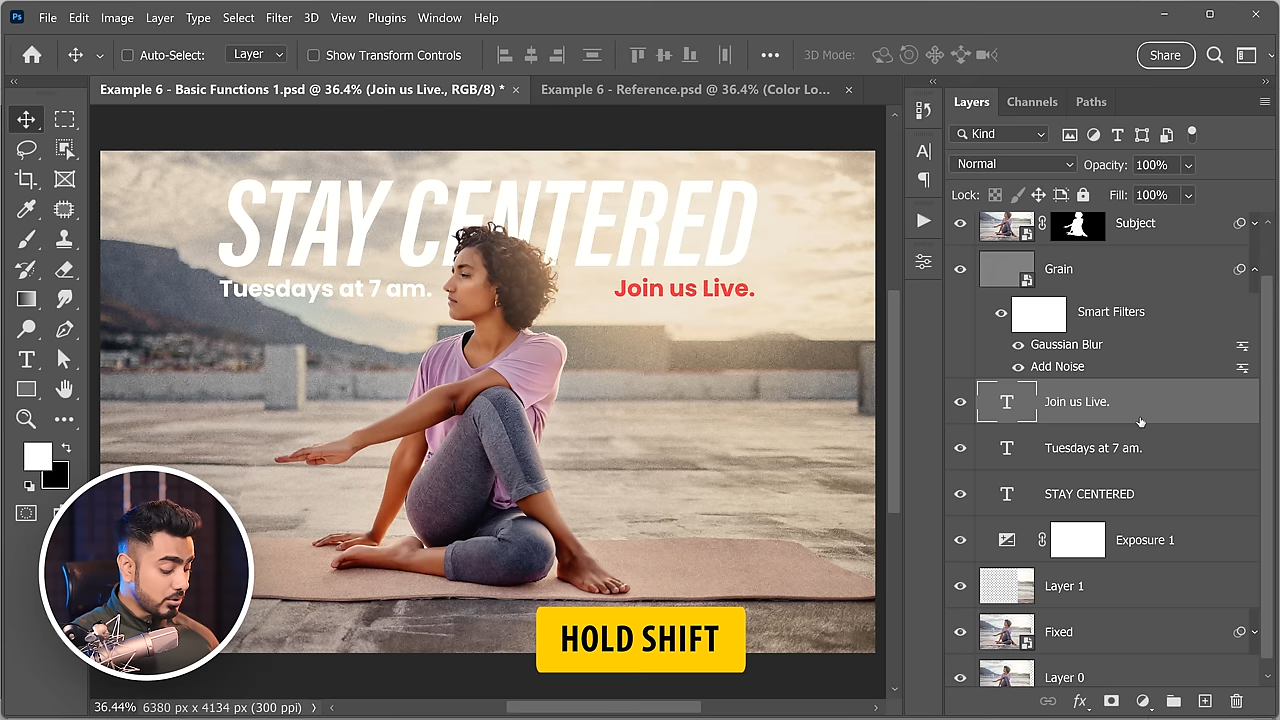 Ps File Edit Image Layer Type Select Filter 3D View Plugins Window Help
Auto-Select: Layer Show Transform Controls 3D Mode: Share
Example 6 - Basic Functions 1.psd @ 36.4% (Join us Live., RGB/8) * × Example 6 - Reference.psd @ 36.4% (Color Lo... ×
Layers Channels Paths
Kind
Normal Opacity: 100%
Lock: Fill: 100%
Subject
Grain
Smart Filters
Gaussian Blur
Add Noise
Join us Live.
Tuesdays at 7 am.
STAY CENTERED
Exposure 1
Layer 1
Fixed
Layer 0
STAY CENTERED
Tuesdays at 7 am. Join us Live.
HOLD SHIFT
36.44% 6380 px x 4134 px (300 ppi)